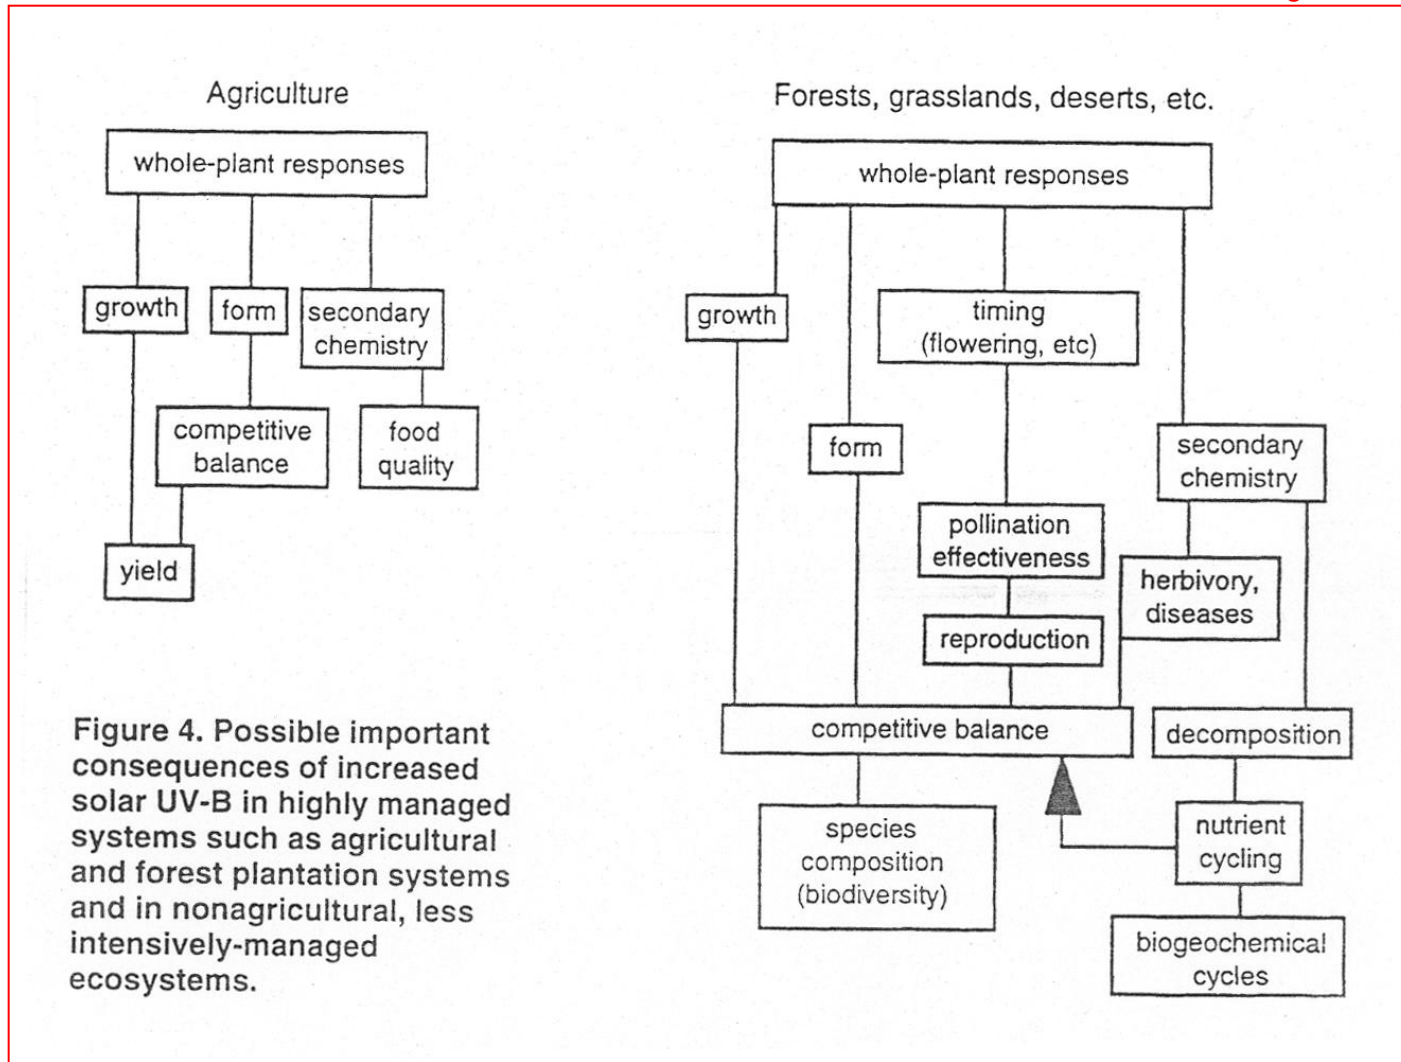 Agriculture
whole-plant responses
growth
form
secondary
chemistry
competitive
balance
food
quality
yield
Forests, grasslands, deserts, etc.
whole-plant responses
growth
timing
(flowering, etc)
form
secondary
chemistry
pollination
effectiveness
herbivory,
diseases
reproduction
competitive balance
decomposition
species
composition
(biodiversity)
nutrient
cycling
biogeochemical
cycles
Figure 4. Possible important
consequences of increased
solar UV-B in highly managed
systems such as agricultural
and forest plantation systems
and in nonagricultural, less
intensively-managed
ecosystems.